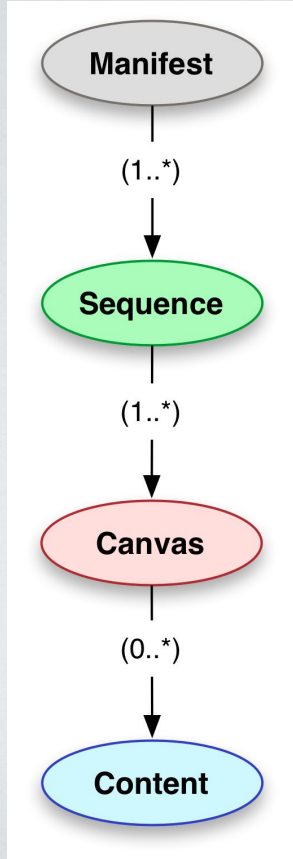 Manifest
(1..*)
Sequence
(1..*)
Canvas
(0..*)
Content